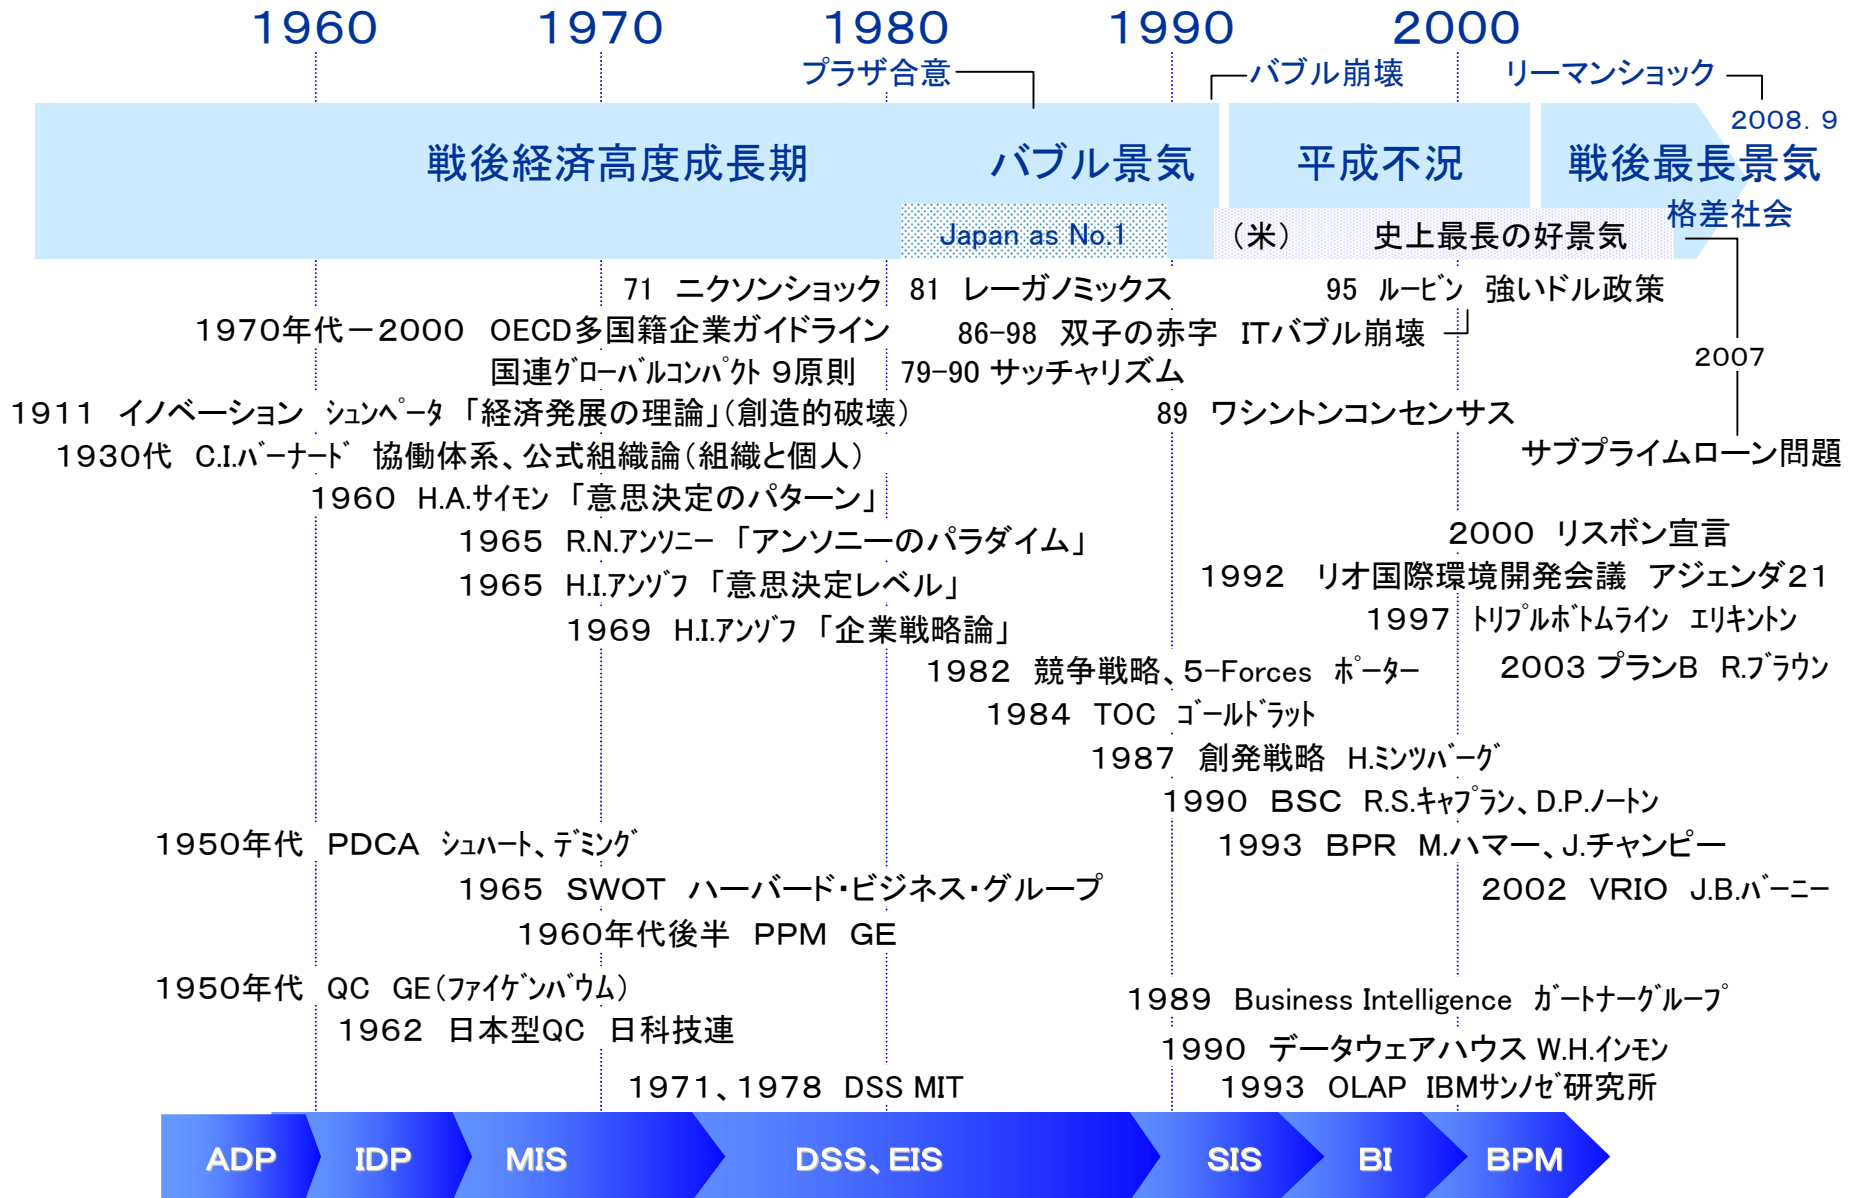 1960 1970 1980 1990 2000
プラザ合意 バブル崩壊 リーマンショック
2008.9
戦後経済高度成長期 バブル景気 平成不況 戦後最長景気
格差社会
Japan as No.1 (米) 史上最長の好景気
71 ニクソンショック 81 レーガノミックス 95 ルービン 強いドル政策
1970年代－2000 OECD多国籍企業ガイドライン 86-98 双子の赤字 ITバブル崩壊
2007
国連グローバルコンパクト 9原則 79-90 サッチャリズム
1911 イノベーション シュンペータ 「経済発展の理論」(創造的破壊) 89 ワシントンコンセンサス
1930代 C.I.バーナード 協働体系、公式組織論(組織と個人) サブプライムローン問題
1960 H.A.サイモン 「意思決定のパターン」
1965 R.N.アンソニー 「アンソニーのパラダイム」 2000 リスボン宣言
1965 H.I.アンゾフ 「意思決定レベル」 1992 リオ国際環境開発会議 アジェンダ21
1969 H.I.アンゾフ 「企業戦略論」 1997 トリプルボトムライン エリキントン
1982 競争戦略、5-Forces ポーター 2003 プランB R.ブラウン
1984 TOC ゴールドラット
1987 創発戦略 H.ミンツバーグ
1990 BSC R.S.キャプラン、D.P.ノートン
1950年代 PDCA シュハート、デミング 1993 BPR M.ハマー、J.チャンピー
1965 SWOT ハーバード・ビジネス・グループ 2002 VRIO J.B.バーニー
1960年代後半 PPM GE
1950年代 QC GE(ファイゲンバウム) 1989 Business Intelligence ガートナーグループ
1962 日本型QC 日科技連
1990 データウェアハウス W.H.インモン
1971、1978 DSS MIT 1993 OLAP IBMサンノゼ研究所
ADP IDP MIS DSS、EIS SIS BI BPM